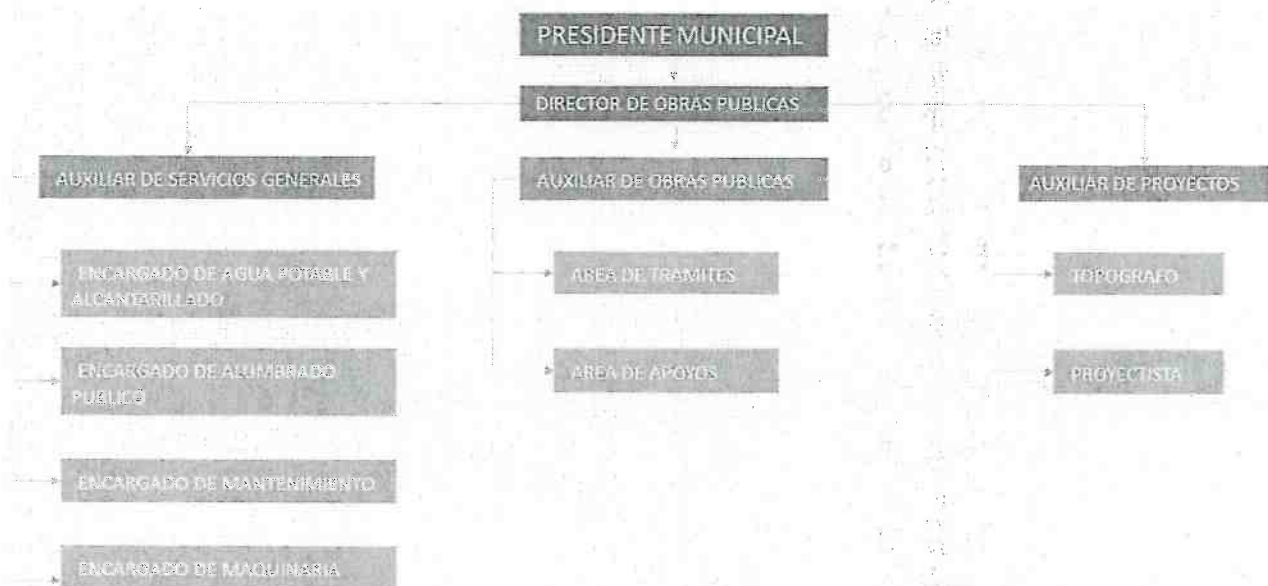 PRESIDENTE MUNICIPAL
DIRECTOR DE OBRAS PUBLICAS
AUXILIAR DE SERVICIOS GENERALES
ENCARGADO DE AGUA POTABLE Y
ALCANTARILLADO
ENCARGADO DE ALUMBRADO
PUBLICO
ENCARGADO DE MANTENIMIENTO
ENCARGADO DE MAQUINARIA
AUXILIAR DE OBRAS PUBLICAS
AREA DE TRAMITES
AREA DE APOYOS
AUXILIAR DE PROYECTOS
TOPOGRAFO
PROYECTISTA